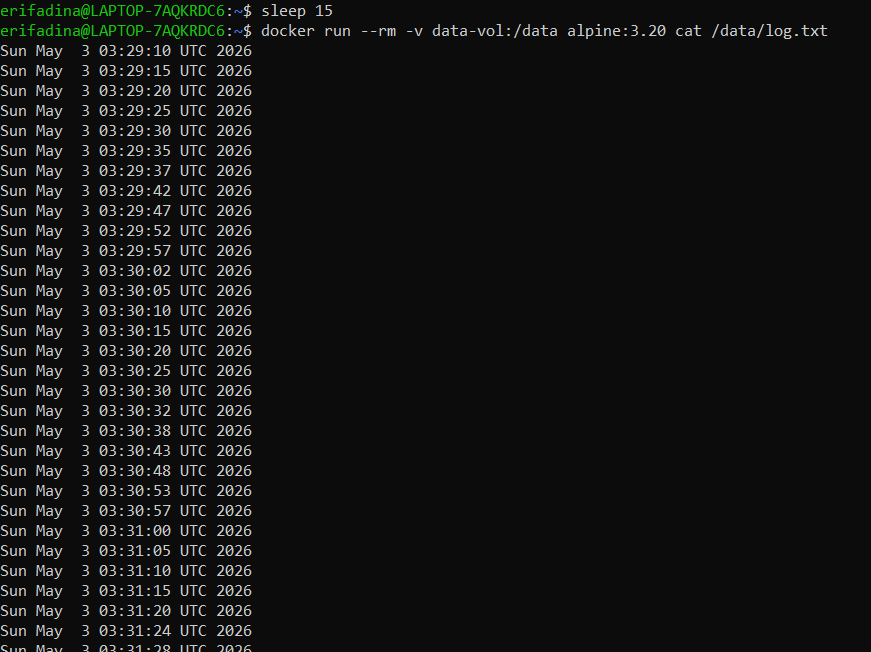 erifadina@LAPTOP-7AQKRDC6:~$ sleep 15
erifadina@LAPTOP-7AQKRDC6:~$ docker run --rm -v data-vol:/data alpine:3.20 cat /data/log.txt
Sun May  3 03:29:10 UTC 2026
Sun May  3 03:29:15 UTC 2026
Sun May  3 03:29:20 UTC 2026
Sun May  3 03:29:25 UTC 2026
Sun May  3 03:29:30 UTC 2026
Sun May  3 03:29:35 UTC 2026
Sun May  3 03:29:37 UTC 2026
Sun May  3 03:29:42 UTC 2026
Sun May  3 03:29:47 UTC 2026
Sun May  3 03:29:52 UTC 2026
Sun May  3 03:29:57 UTC 2026
Sun May  3 03:30:02 UTC 2026
Sun May  3 03:30:05 UTC 2026
Sun May  3 03:30:10 UTC 2026
Sun May  3 03:30:15 UTC 2026
Sun May  3 03:30:20 UTC 2026
Sun May  3 03:30:25 UTC 2026
Sun May  3 03:30:30 UTC 2026
Sun May  3 03:30:32 UTC 2026
Sun May  3 03:30:38 UTC 2026
Sun May  3 03:30:43 UTC 2026
Sun May  3 03:30:48 UTC 2026
Sun May  3 03:30:53 UTC 2026
Sun May  3 03:30:57 UTC 2026
Sun May  3 03:31:00 UTC 2026
Sun May  3 03:31:05 UTC 2026
Sun May  3 03:31:10 UTC 2026
Sun May  3 03:31:15 UTC 2026
Sun May  3 03:31:20 UTC 2026
Sun May  3 03:31:24 UTC 2026
Sun May  3 03:31:28 UTC 2026